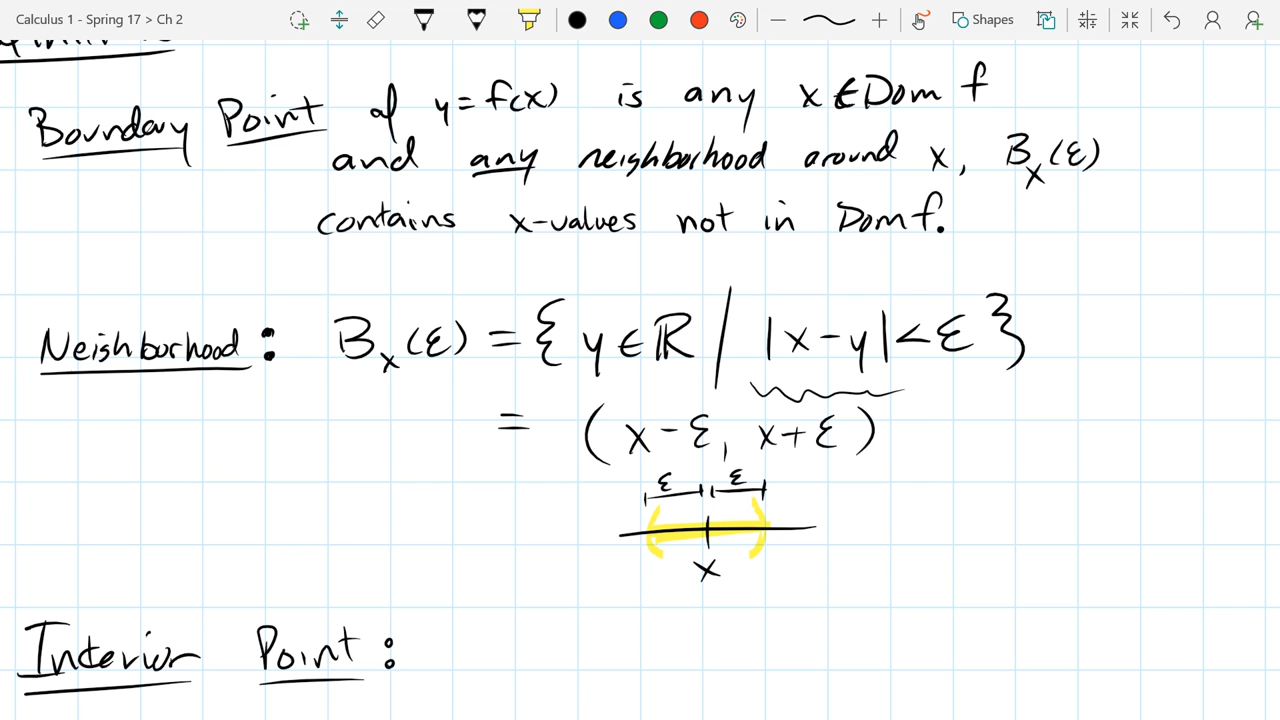 Calculus 1 - Spring 17 > Ch 2
Shapes
Boundary Point of y=f(x) is any x∈Dom f
and any neighborhood around x, Bₓ(ε)
contains x-values not in Dom f.
Neighborhood: Bₓ(ε) = { y∈ℝ / |x-y|<ε }
= (x-ε, x+ε)
ε ε
x
Interior Point: